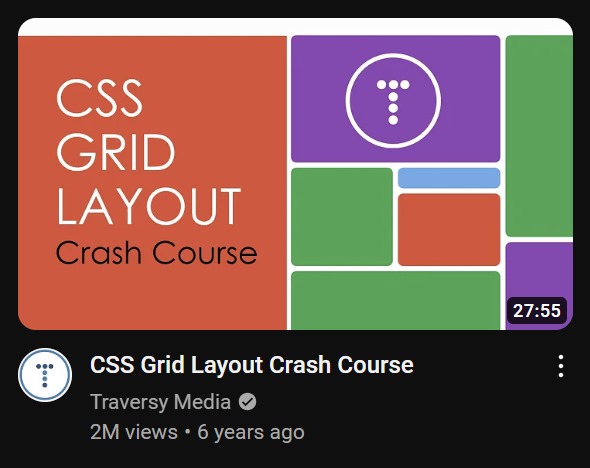 CSS
GRID
LAYOUT
Crash Course
T
27:55
T
CSS Grid Layout Crash Course
Traversy Media
2M views • 6 years ago